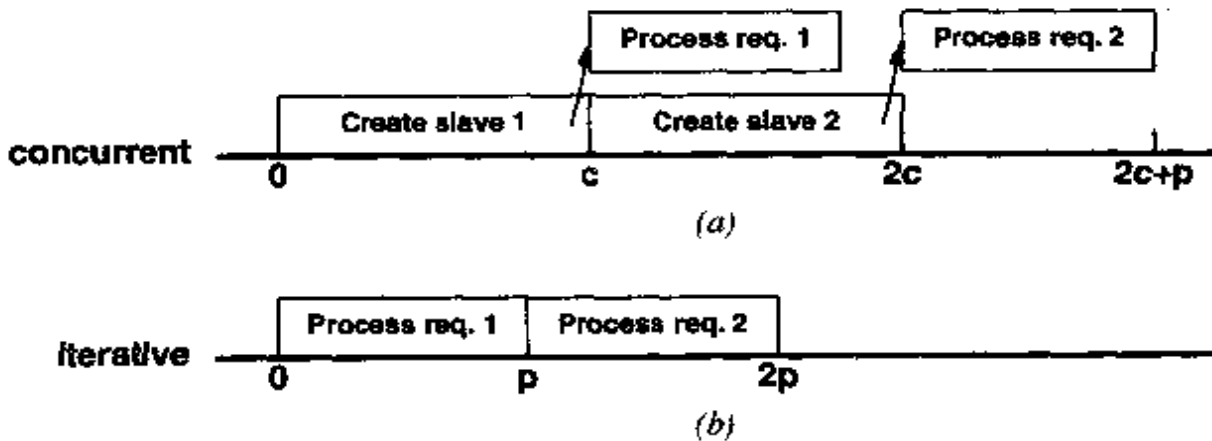 Process req. 1
Process req. 2
Create slave 1
Create slave 2
concurrent
0
c
2c
2c+p
(a)
Process req. 1
Process req. 2
iterative
0
p
2p
(b)